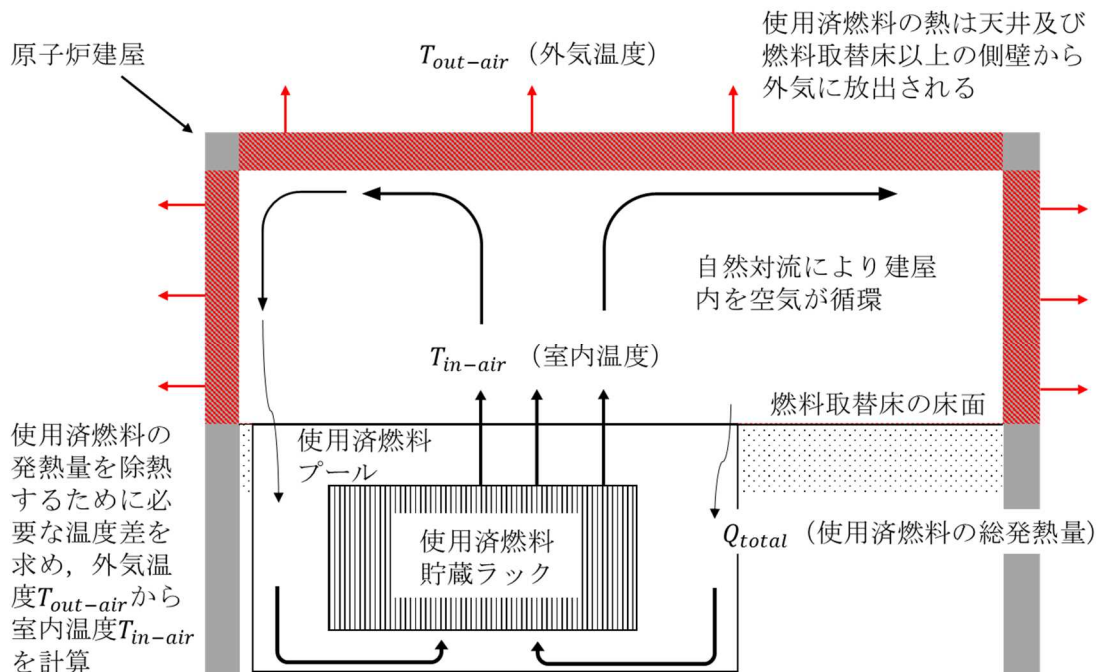 原子炉建屋
T_{out-air}（外気温度）
使用済燃料の熱は天井及び
燃料取替床以上の側壁から
外気に放出される
自然対流により建屋
内を空気が循環
T_{in-air}（室内温度）
燃料取替床の床面
使用済燃料
プール
使用済燃料
貯蔵ラック
Q_{total}（使用済燃料の総発熱量）
使用済燃料の
発熱量を除熱
するために必
要な温度差を
求め，外気温
度T_{out-air}から
室内温度T_{in-air}
を計算